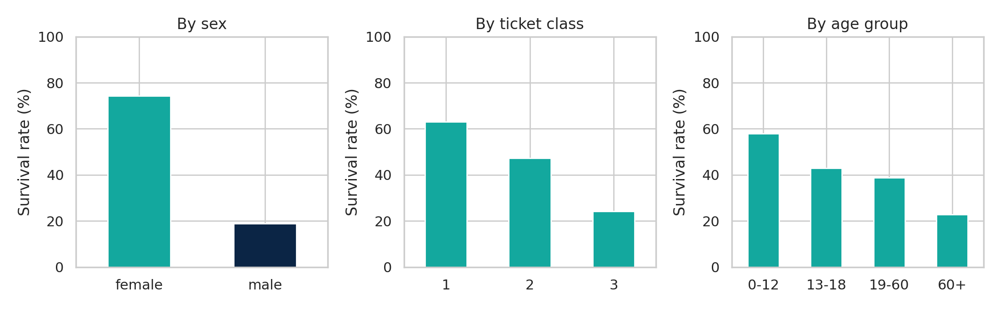 By sex
Survival rate (%)
100
80
60
40
20
0
female male
By ticket class
Survival rate (%)
100
80
60
40
20
0
1 2 3
By age group
Survival rate (%)
100
80
60
40
20
0
0-12 13-18 19-60 60+